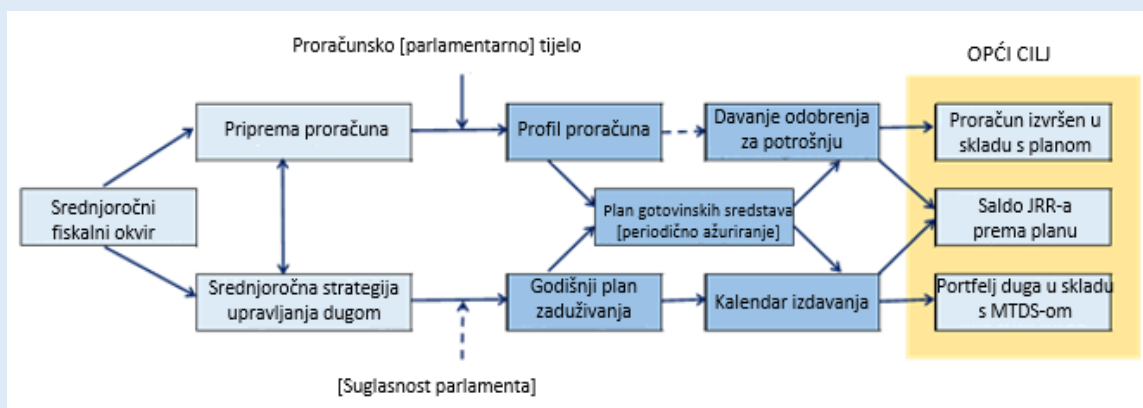 Proračunsko [parlamentarno] tijelo
OPĆI CILJ
Priprema proračuna
Profil proračuna
Davanje odobrenja
za potrošnju
Proračun izvršen u
skladu s planom
Srednjoročni
fiskalni okvir
Plan gotovinskih sredstava
[periodično ažuriranje]
Saldo JRR-a
prema planu
Srednjoročna strategija
upravljanja dugom
Godišnji plan
zaduživanja
Kalendar izdavanja
Portfelj duga u skladu
s MTDS-om
[Suglasnost parlamenta]